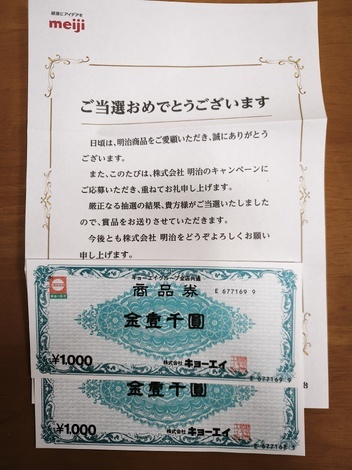 健康にアイデアを
meiji
ご当選おめでとうございます
日頃は、明治商品をご愛顧いただき、誠にありがとう
ございます。
また、このたびは、株式会社 明治のキャンペーンに
ご応募いただき、重ねてお礼申し上げます。
厳正なる抽選の結果、貴方様がご当選いたしました
ので、賞品をお送りさせていただきます。
今後とも株式会社 明治をどうぞよろしくお願い
申し上げます。
キョーエイグループ全店共通
商品券
E 677169 9
金壹千圓
¥1,000
株式会社 キョーエイ
E 677169 9
金壹千圓
¥1,000
株式会社 キョーエイ